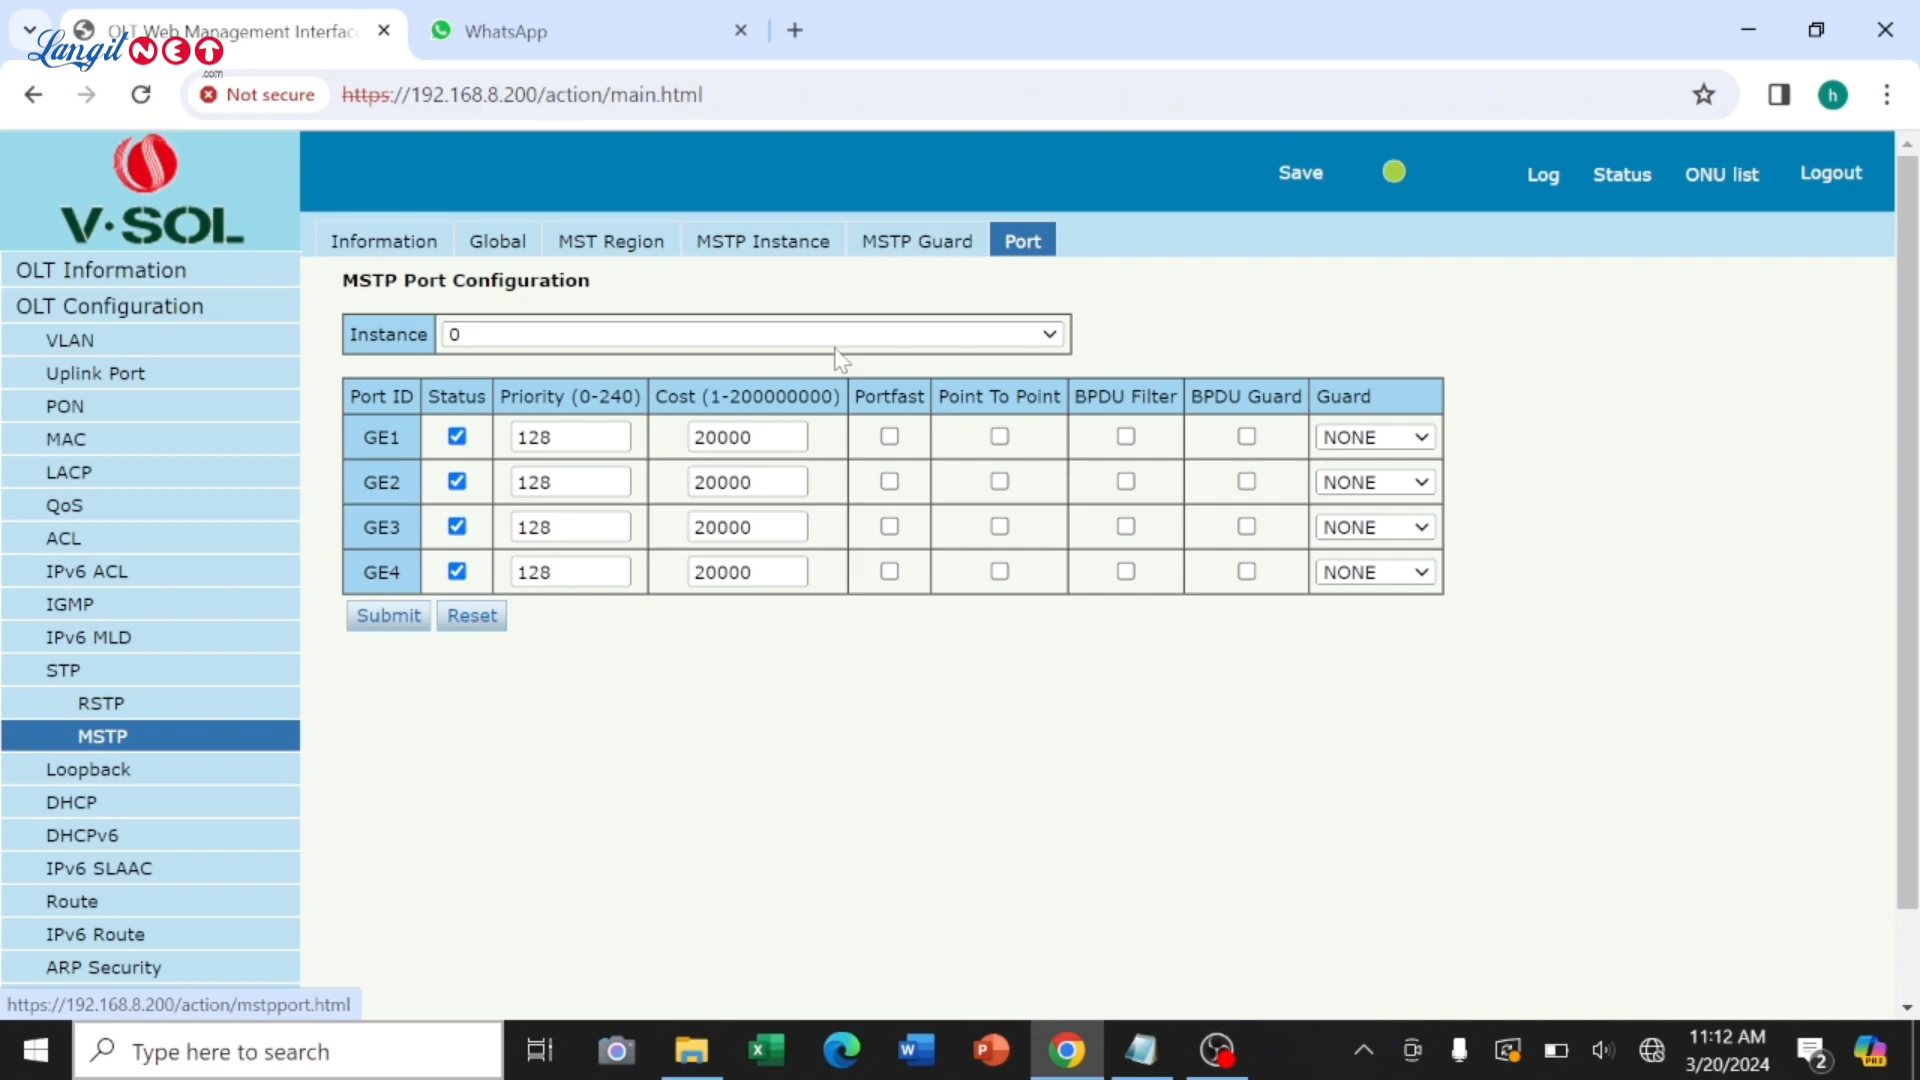 OLT Web Management Interfac
WhatsApp
LangitNET
.com
Not secure
https://192.168.8.200/action/main.html
h
V·SOL
Save
Log
Status
ONU list
Logout
Information
Global
MST Region
MSTP Instance
MSTP Guard
Port
OLT Information
OLT Configuration
VLAN
Uplink Port
PON
MAC
LACP
QoS
ACL
IPv6 ACL
IGMP
IPv6 MLD
STP
RSTP
MSTP
Loopback
DHCP
DHCPv6
IPv6 SLAAC
Route
IPv6 Route
ARP Security
MSTP Port Configuration
Instance 0
Port ID Status Priority (0-240) Cost (1-200000000) Portfast Point To Point BPDU Filter BPDU Guard Guard
GE1 128 20000 NONE
GE2 128 20000 NONE
GE3 128 20000 NONE
GE4 128 20000 NONE
Submit Reset
https://192.168.8.200/action/mstpport.html
Type here to search
11:12 AM
3/20/2024
2
PRE